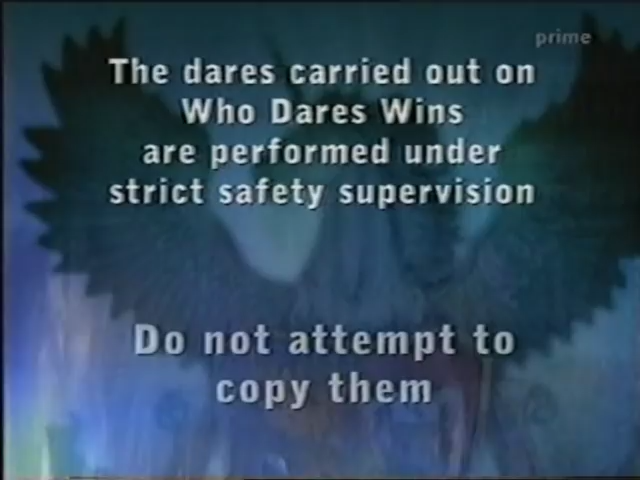 prime
The dares carried out on
Who Dares Wins
are performed under
strict safety supervision
Do not attempt to
copy them